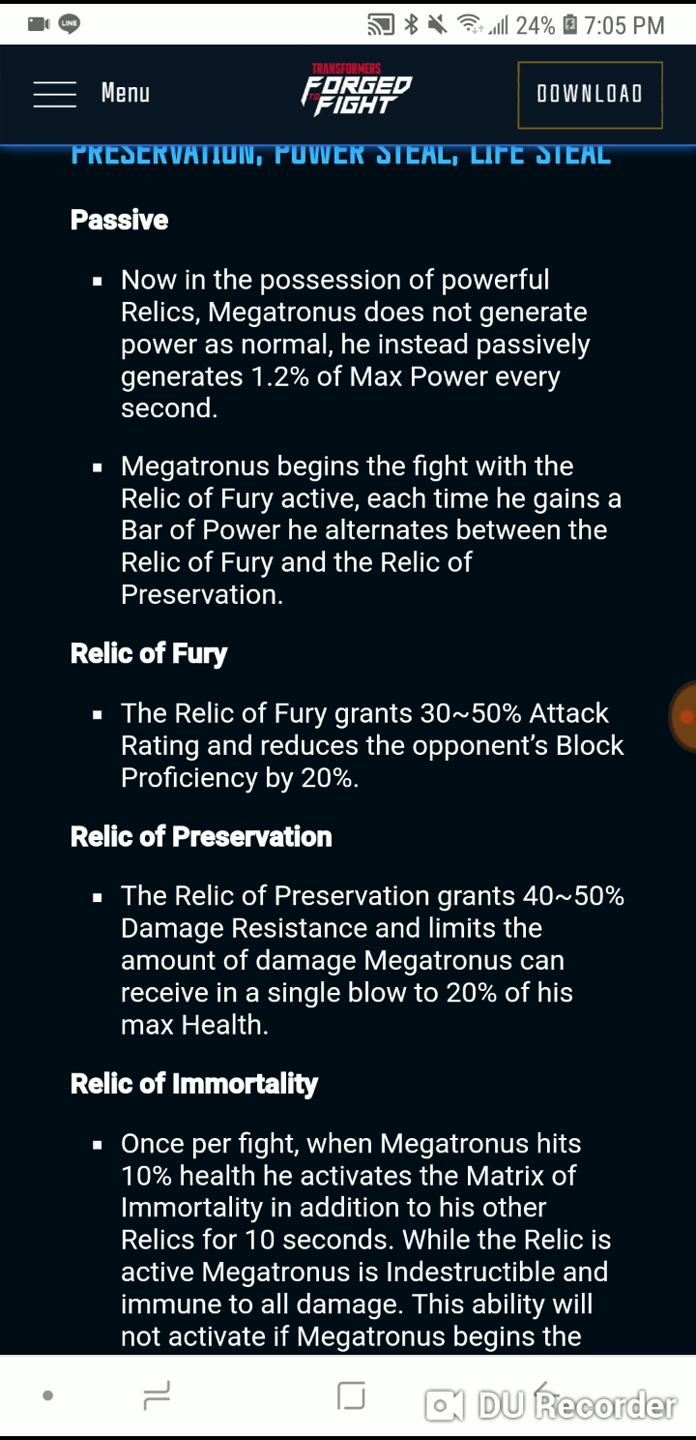 LINE
24% 7:05 PM
Menu
TRANSFORMERS
FORGED
TO
FIGHT
DOWNLOAD
PRESERVATION, POWER STEAL, LIFE STEAL
Passive
▪ Now in the possession of powerful
Relics, Megatronus does not generate
power as normal, he instead passively
generates 1.2% of Max Power every
second.
▪ Megatronus begins the fight with the
Relic of Fury active, each time he gains a
Bar of Power he alternates between the
Relic of Fury and the Relic of
Preservation.
Relic of Fury
▪ The Relic of Fury grants 30~50% Attack
Rating and reduces the opponent’s Block
Proficiency by 20%.
Relic of Preservation
▪ The Relic of Preservation grants 40~50%
Damage Resistance and limits the
amount of damage Megatronus can
receive in a single blow to 20% of his
max Health.
Relic of Immortality
▪ Once per fight, when Megatronus hits
10% health he activates the Matrix of
Immortality in addition to his other
Relics for 10 seconds. While the Relic is
active Megatronus is Indestructible and
immune to all damage. This ability will
not activate if Megatronus begins the
DU Recorder